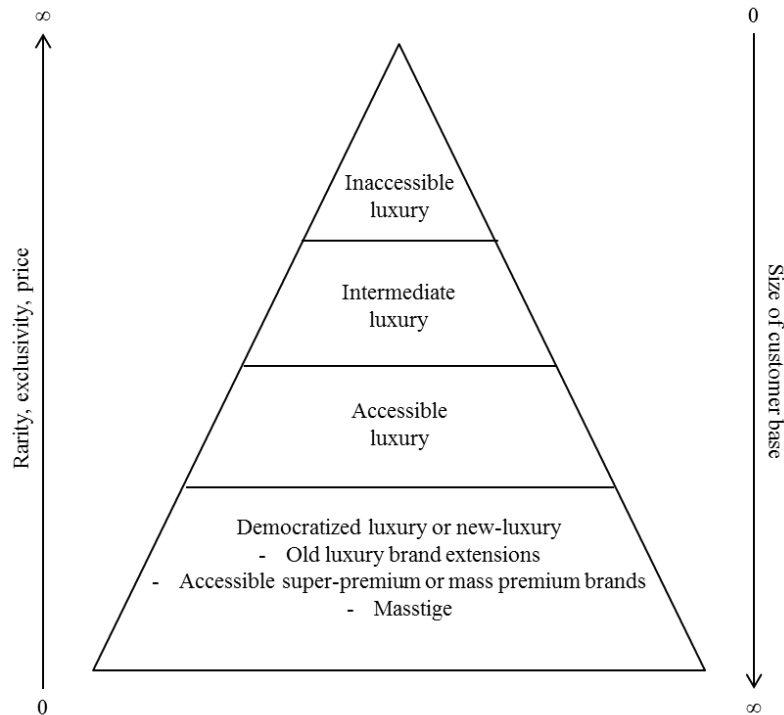 ∞
0
Inaccessible
luxury
Intermediate
luxury
Rarity, exclusivity, price
Size of customer base
Accessible
luxury
Democratized luxury or new-luxury
- Old luxury brand extensions
- Accessible super-premium or mass premium brands
- Masstige
0
∞